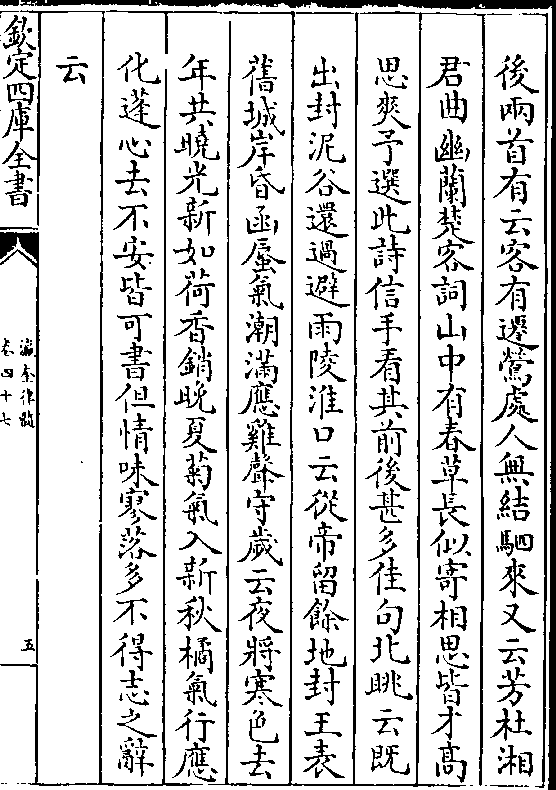 後兩首有云客有遷鶯處人無結駟來又云芳杜湘
君曲幽蘭楚客詞山中有春草長似寄相思皆才髙
思爽予選此詩信手看其前後甚多佳句北眺云既
出封泥谷還過避雨陵淮口云從帝留餘地封王表
舊城岸昏函蜃氣潮滿應雞聲守歲云夜將寒色去
年共曉光新如荷香銷晚夏菊氣入新秋橘氣行應
化蓬心去不安皆可書但情味寥落多不得志之辭
云
欽定四庫全書
瀛奎律髓
卷四十七
五